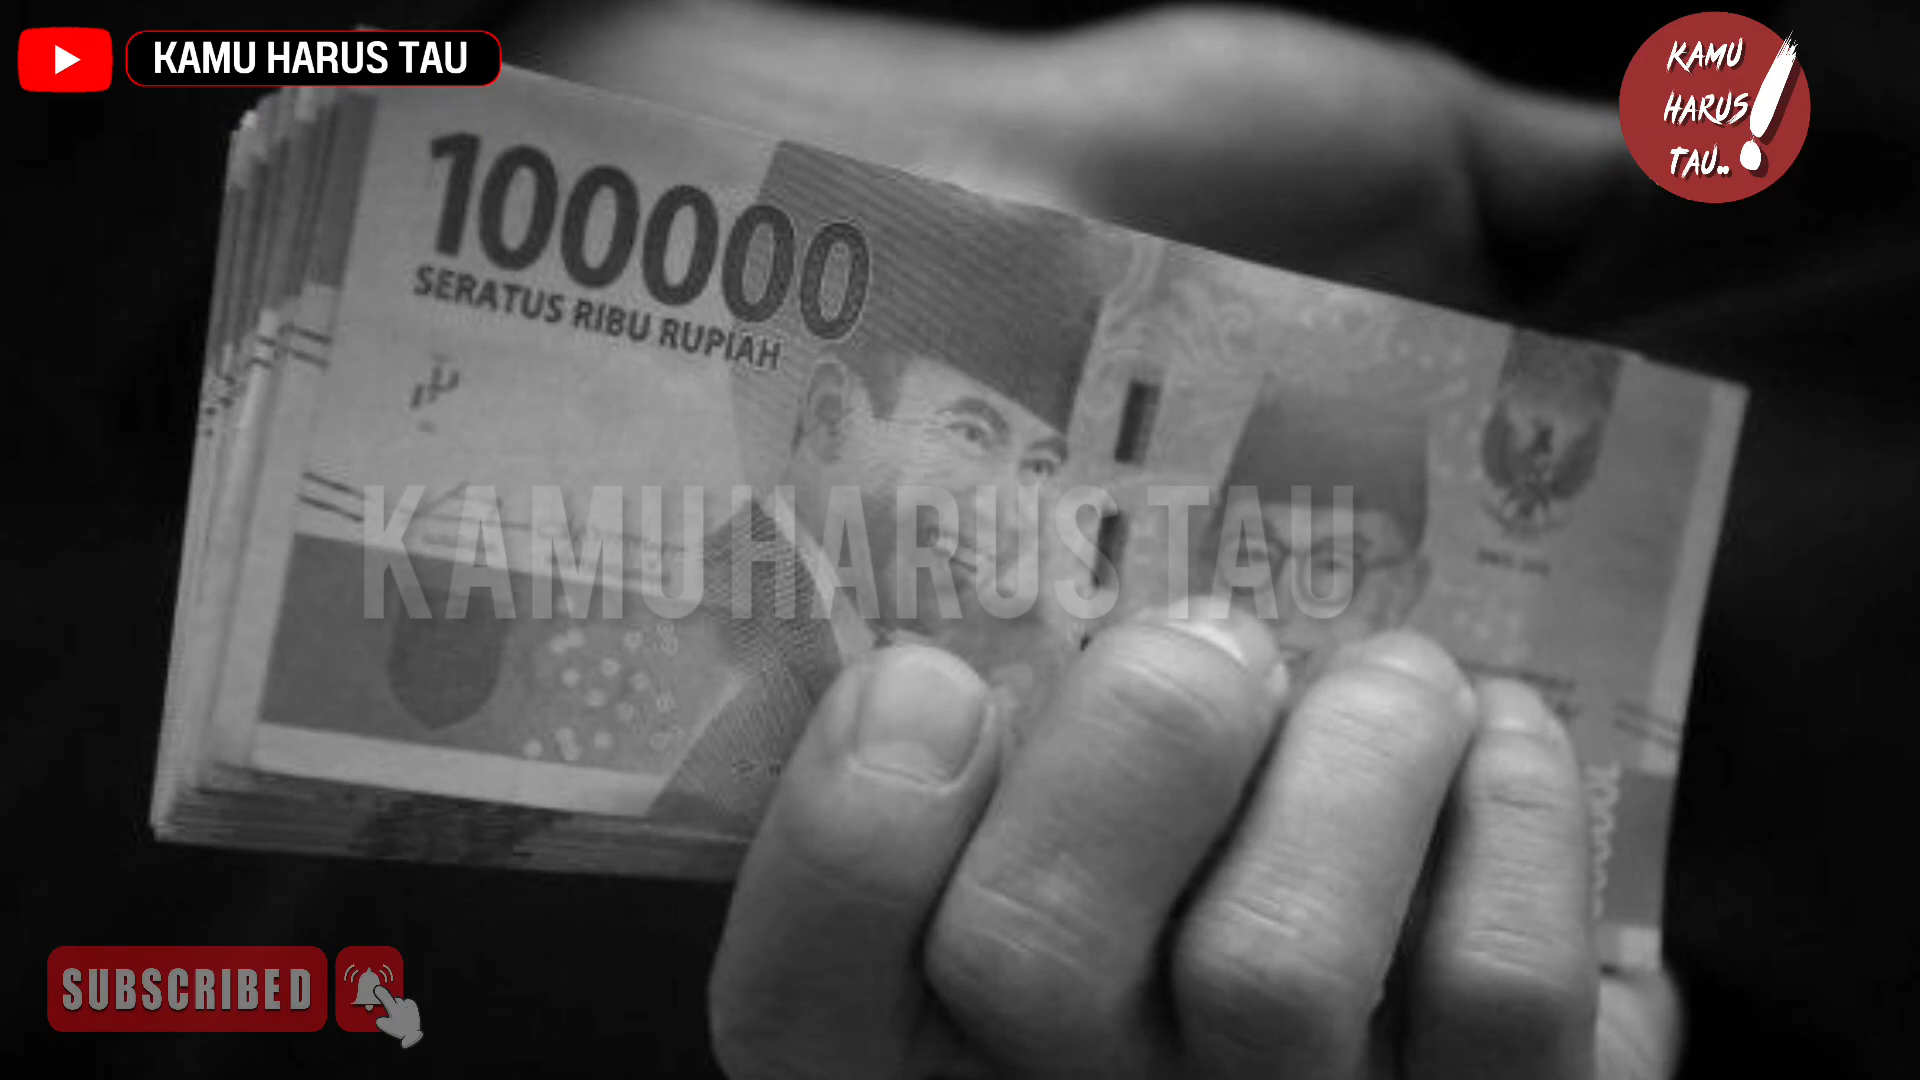 KAMU HARUS TAU
KAMU
HARUS
TAU..!
100000
SERATUS RIBU RUPIAH
KAMU HARUS TAU
SUBSCRIBED